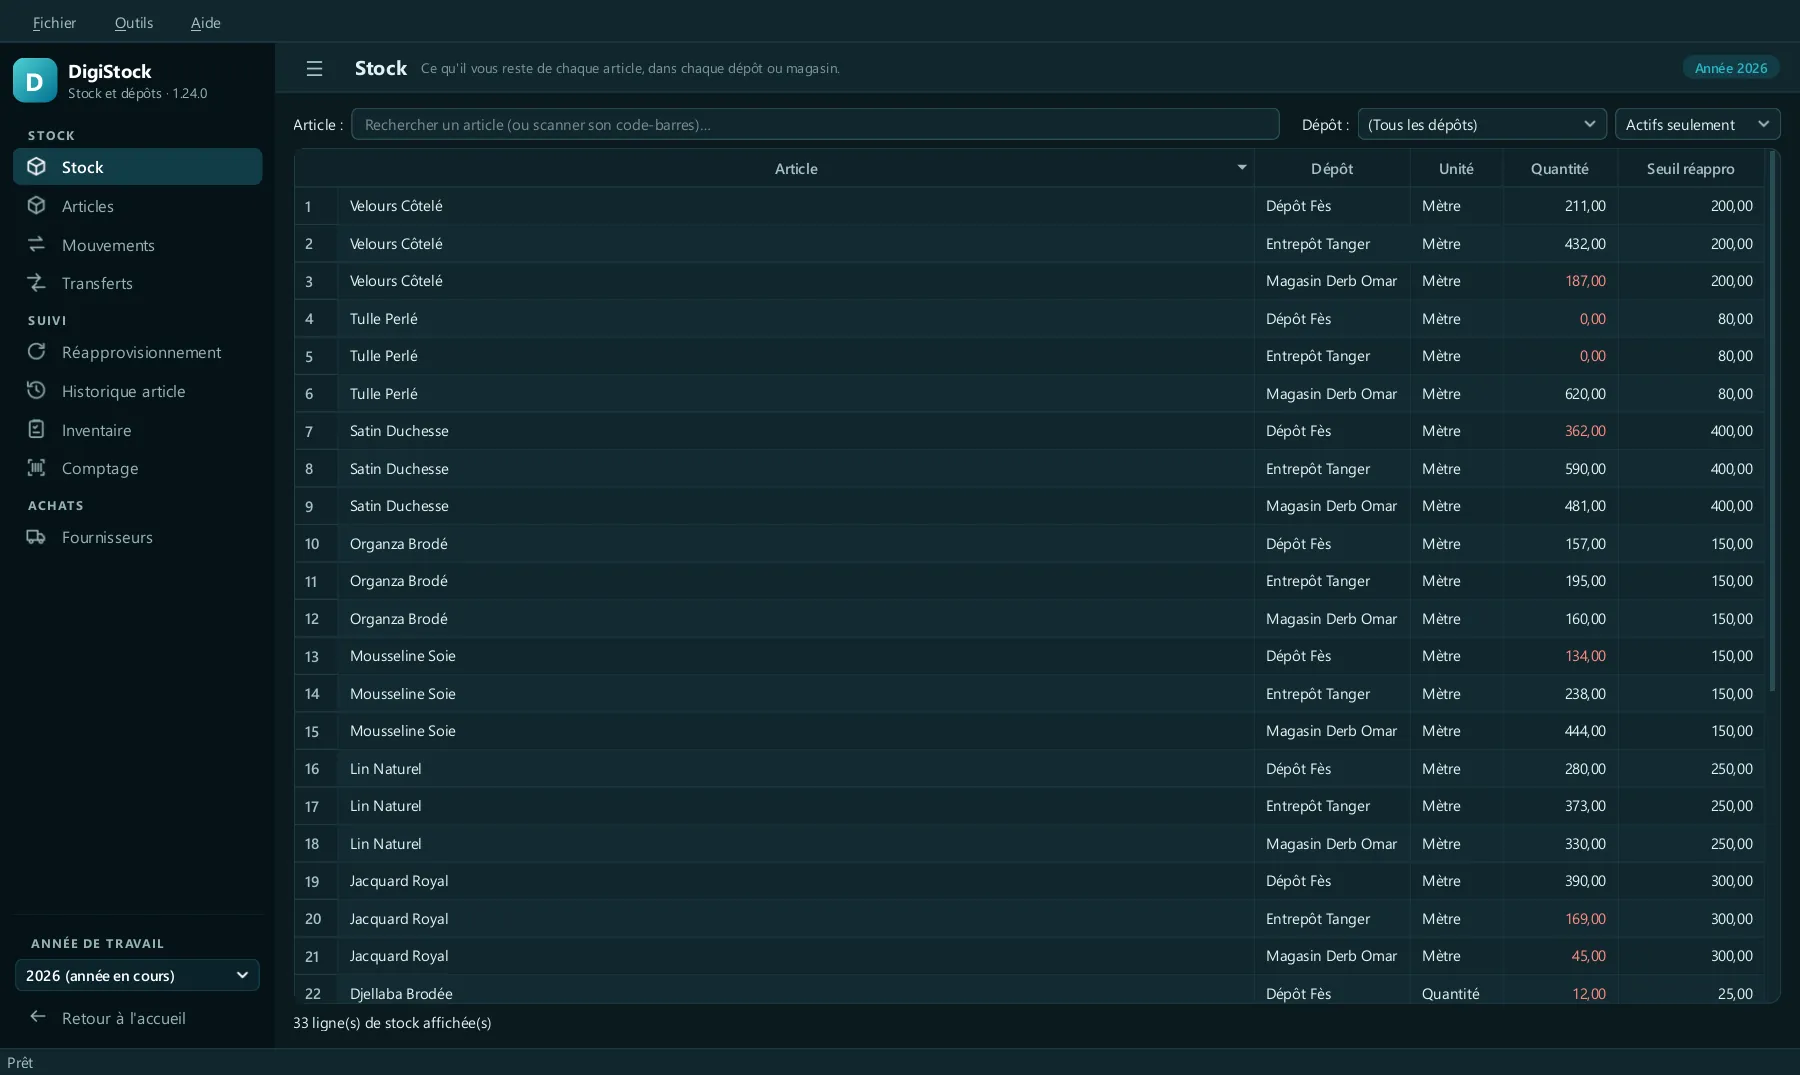 Fichier Outils Aide
D DigiStock
Stock et dépôts · 1.24.0
STOCK
Stock
Articles
Mouvements
Transferts
SUIVI
Réapprovisionnement
Historique article
Inventaire
Comptage
ACHATS
Fournisseurs
ANNÉE DE TRAVAIL
2026 (année en cours)
Retour à l'accueil
Stock Ce qu'il vous reste de chaque article, dans chaque dépôt ou magasin. Année 2026
Article : Rechercher un article (ou scanner son code-barres)... Dépôt : (Tous les dépôts) Actifs seulement
Article Dépôt Unité Quantité Seuil réappro
1 Velours Côtelé Dépôt Fès Mètre 211,00 200,00
2 Velours Côtelé Entrepôt Tanger Mètre 432,00 200,00
3 Velours Côtelé Magasin Derb Omar Mètre 187,00 200,00
4 Tulle Perlé Dépôt Fès Mètre 0,00 80,00
5 Tulle Perlé Entrepôt Tanger Mètre 0,00 80,00
6 Tulle Perlé Magasin Derb Omar Mètre 620,00 80,00
7 Satin Duchesse Dépôt Fès Mètre 362,00 400,00
8 Satin Duchesse Entrepôt Tanger Mètre 590,00 400,00
9 Satin Duchesse Magasin Derb Omar Mètre 481,00 400,00
10 Organza Brodé Dépôt Fès Mètre 157,00 150,00
11 Organza Brodé Entrepôt Tanger Mètre 195,00 150,00
12 Organza Brodé Magasin Derb Omar Mètre 160,00 150,00
13 Mousseline Soie Dépôt Fès Mètre 134,00 150,00
14 Mousseline Soie Entrepôt Tanger Mètre 238,00 150,00
15 Mousseline Soie Magasin Derb Omar Mètre 444,00 150,00
16 Lin Naturel Dépôt Fès Mètre 280,00 250,00
17 Lin Naturel Entrepôt Tanger Mètre 373,00 250,00
18 Lin Naturel Magasin Derb Omar Mètre 330,00 250,00
19 Jacquard Royal Dépôt Fès Mètre 390,00 300,00
20 Jacquard Royal Entrepôt Tanger Mètre 169,00 300,00
21 Jacquard Royal Magasin Derb Omar Mètre 45,00 300,00
22 Djellaba Brodée Dépôt Fès Quantité 12,00 25,00
33 ligne(s) de stock affichée(s)
Prêt